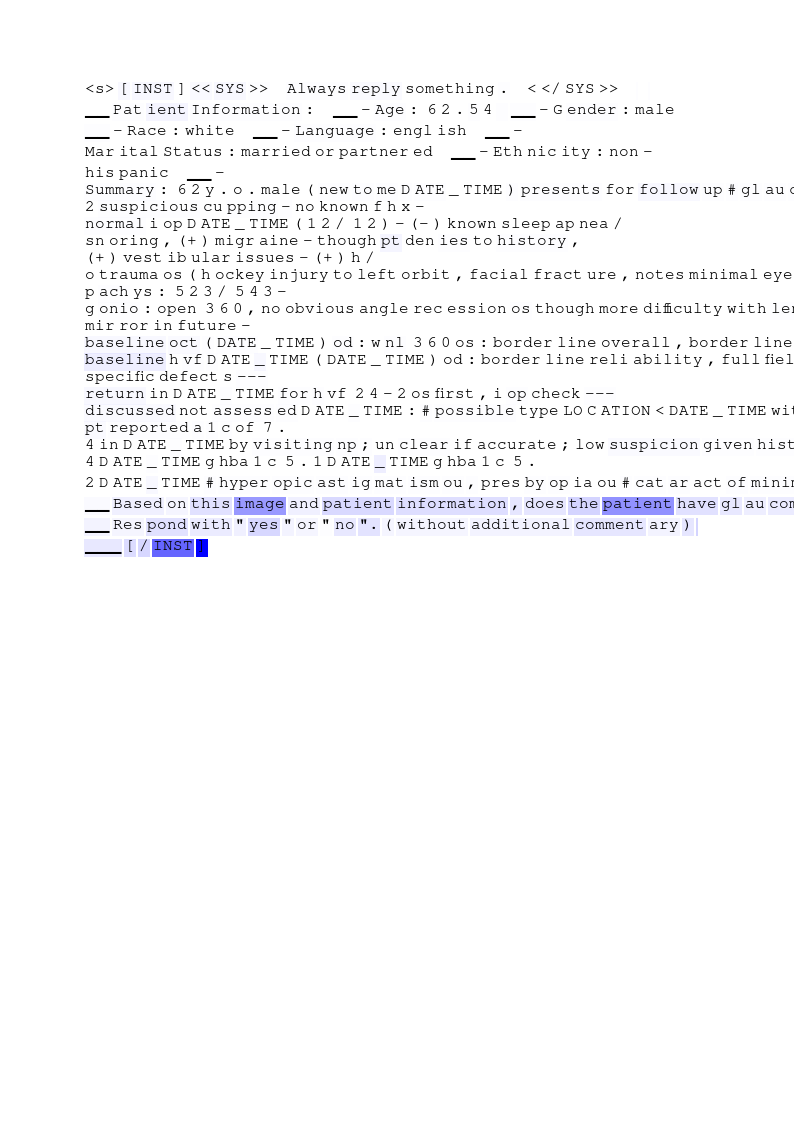 <s> [ INST ] << SYS >> Always reply something . < </ SYS >>
__ Pat ient Information : __ - Age : 6 2 . 5 4 __ - G ender : male
__ - Race : white __ - Language : engl ish __ -
Mar ital Status : married or partner ed __ - Eth nic ity : non -
his panic __ -
Summary : 6 2 y . o . male ( new to me D ATE _ TIME ) presents for follow up # gl au c
2 suspicious cu pping - no known f h x -
normal i op D ATE _ TIME ( 1 2 / 1 2 ) - ( - ) known sleep ap nea /
sn oring , (+) migr aine - though pt den ies to history ,
(+) vest ib ular issues - (+) h /
o trauma os ( h ockey injury to left orbit , facial fract ure , notes minimal eye
p ach ys : 5 2 3 / 5 4 3 -
g onio : open 3 6 0 , no obvious angle rec ession os though more difficulty with len
mir ror in future -
baseline oct ( DATE _ TIME ) od : w nl 3 6 0 os : border line overall , border line
baseline h vf D ATE _ TIME ( DATE _ TIME ) od : border line reli ability , full fiel
specific defect s ---
return in D ATE _ TIME for h vf 2 4 - 2 os first , i op check ---
discussed not assess ed D ATE _ TIME : # possible type LO C ATION < DATE _ TIME wit
pt reported a 1 c of 7 .
4 in D ATE _ TIME by visiting np ; un clear if accurate ; low suspicion given hist
4 D ATE _ TIME g hba 1 c 5 . 1 D ATE _ TIME g hba 1 c 5 .
2 D ATE _ TIME # hyper opic ast ig mat ism ou , pres by op ia ou # cat ar act of minin
__ Based on this image and patient information , does the patient have gl au com
__ Res pond with " yes " or " no ". ( without additional comment ary )
___ [ / INST ]